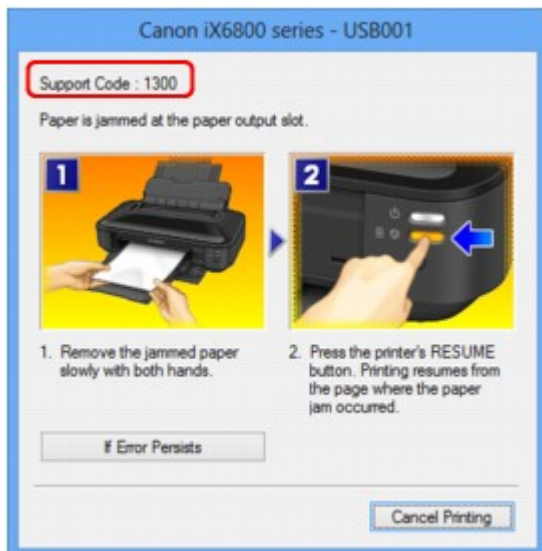 Canon iX6800 series - USB001
Support Code : 1300
Paper is jammed at the paper output slot.
1
2
1. Remove the jammed paper
slowly with both hands.
2. Press the printer's RESUME
button. Printing resumes from
the page where the paper
jam occurred.
If Error Persists
Cancel Printing